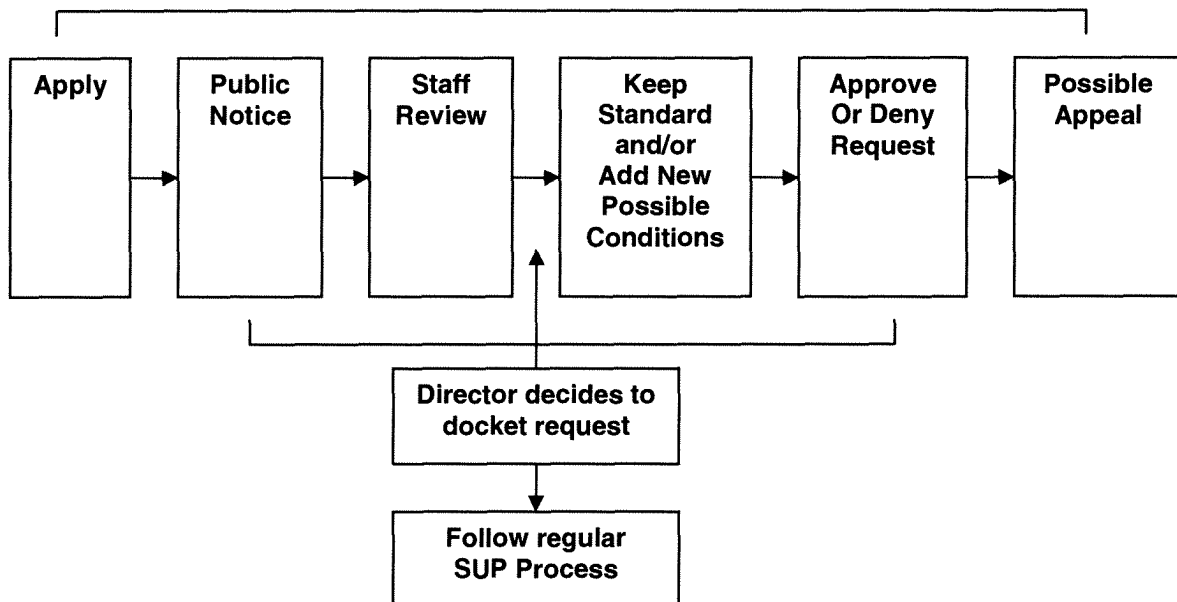 Apply
Public
Notice
Staff
Review
Keep
Standard
and/or
Add New
Possible
Conditions
Approve
Or Deny
Request
Possible
Appeal
Director decides to
docket request
Follow regular
SUP Process